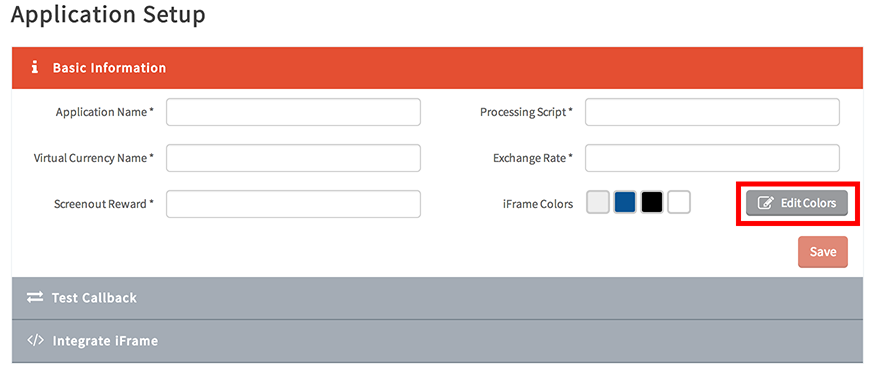 Application Setup
Basic Information
Application Name *
Processing Script *
Virtual Currency Name *
Exchange Rate *
Screenout Reward *
iFrame Colors
Edit Colors
Save
Test Callback
</> Integrate iFrame